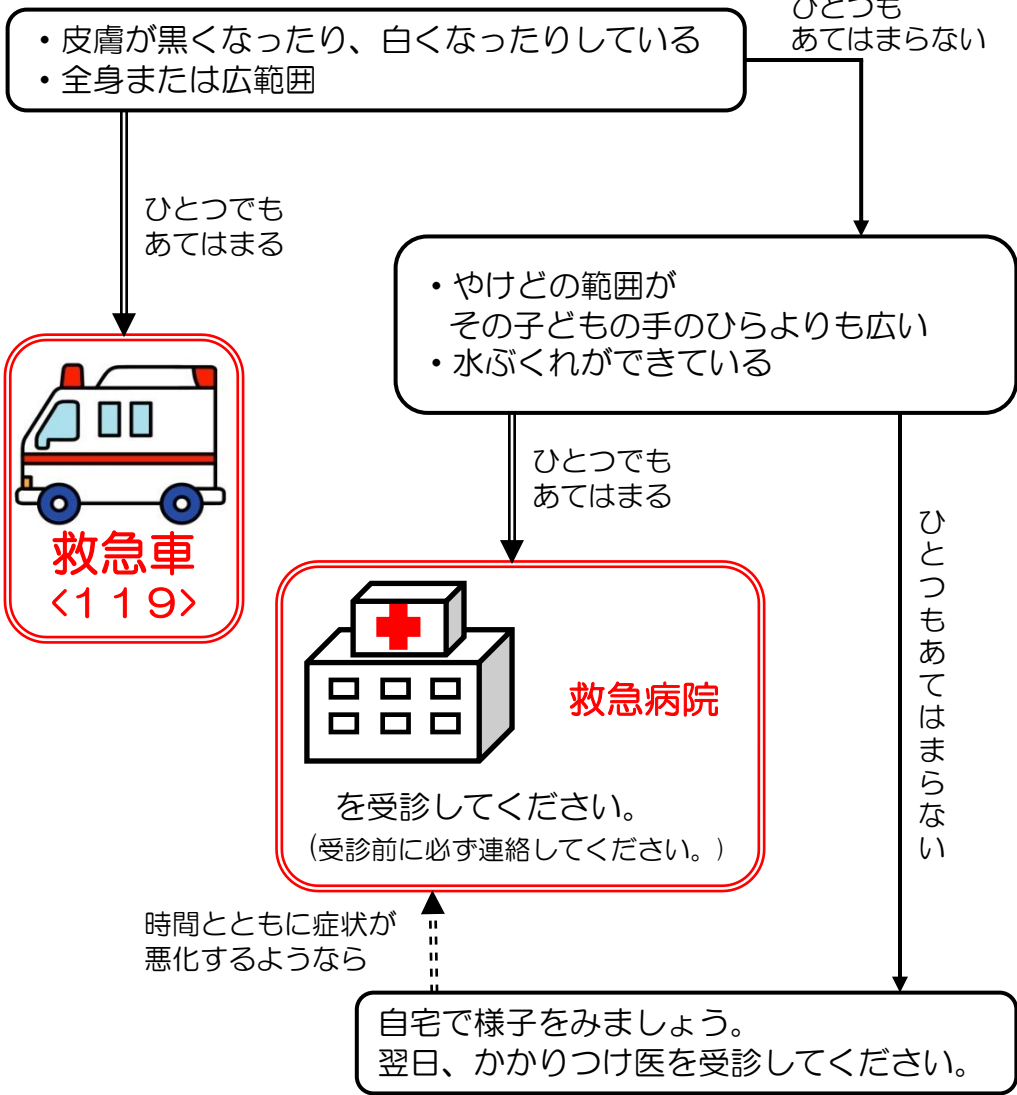 ひとつも
あてはまらない
・皮膚が黒くなったり、白くなったりしている
・全身または広範囲
ひとつでも
あてはまる
・やけどの範囲が
その子どもの手のひらよりも広い
・水ぶくれができている
救急車
<119>
ひとつでも
あてはまる
ひとつもあてはまらない
救急病院
を受診してください。
(受診前に必ず連絡してください。)
時間とともに症状が
悪化するようなら
自宅で様子をみましょう。
翌日、かかりつけ医を受診してください。